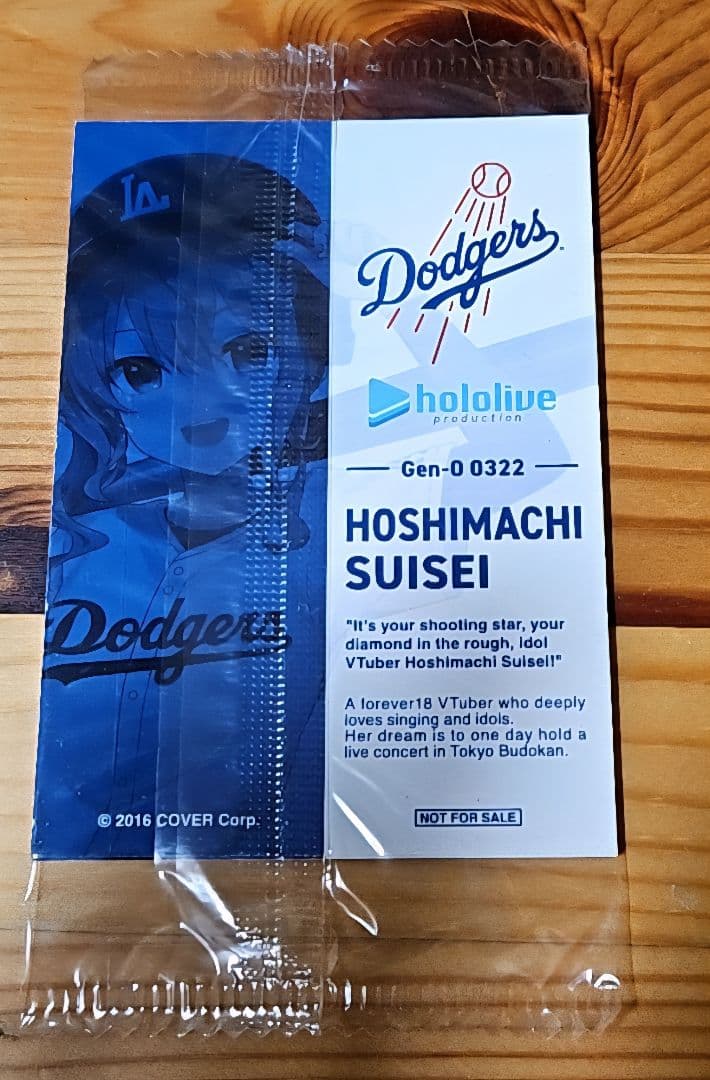 LA
Dodgers
© 2016 COVER Corp.
Dodgers
hololive
production
Gen-0 0322
HOSHIMACHI
SUISEI
"It's your shooting star, your
diamond in the rough, idol
VTuber Hoshimachi Suisei!"
A forever18 VTuber who deeply
loves singing and idols.
Her dream is to one day hold a
live concert in Tokyo Budokan.
NOT FOR SALE